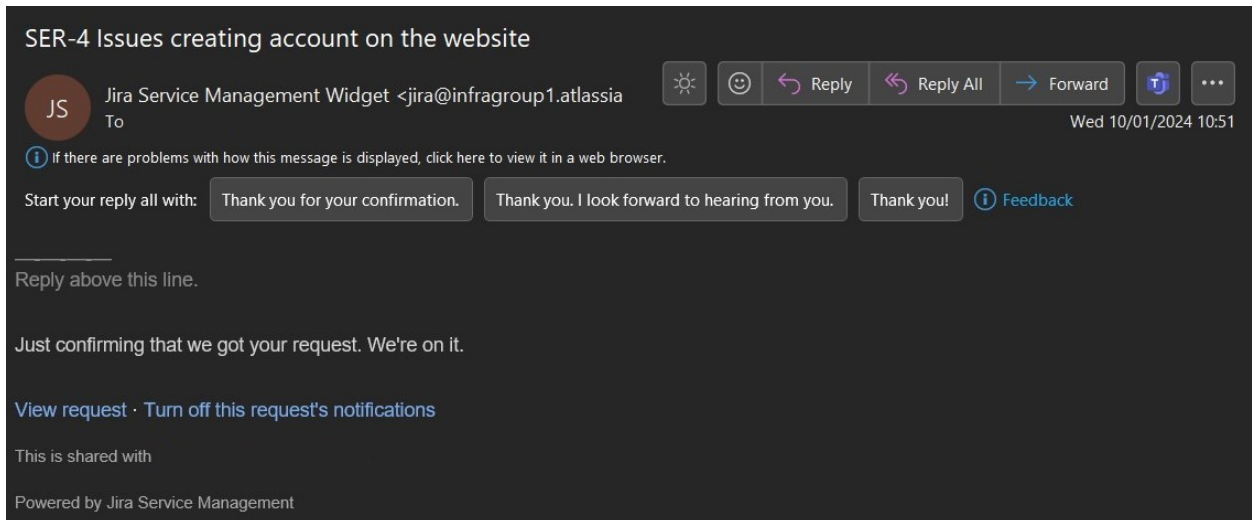 SER-4 Issues creating account on the website
JS
Jira Service Management Widget <jira@infragroup1.atlassia
Reply
Reply All
Forward
To
Wed 10/01/2024 10:51
If there are problems with how this message is displayed, click here to view it in a web browser.
Start your reply all with: Thank you for your confirmation. Thank you. I look forward to hearing from you. Thank you! Feedback
Reply above this line.
Just confirming that we got your request. We're on it.
View request · Turn off this request's notifications
This is shared with
Powered by Jira Service Management